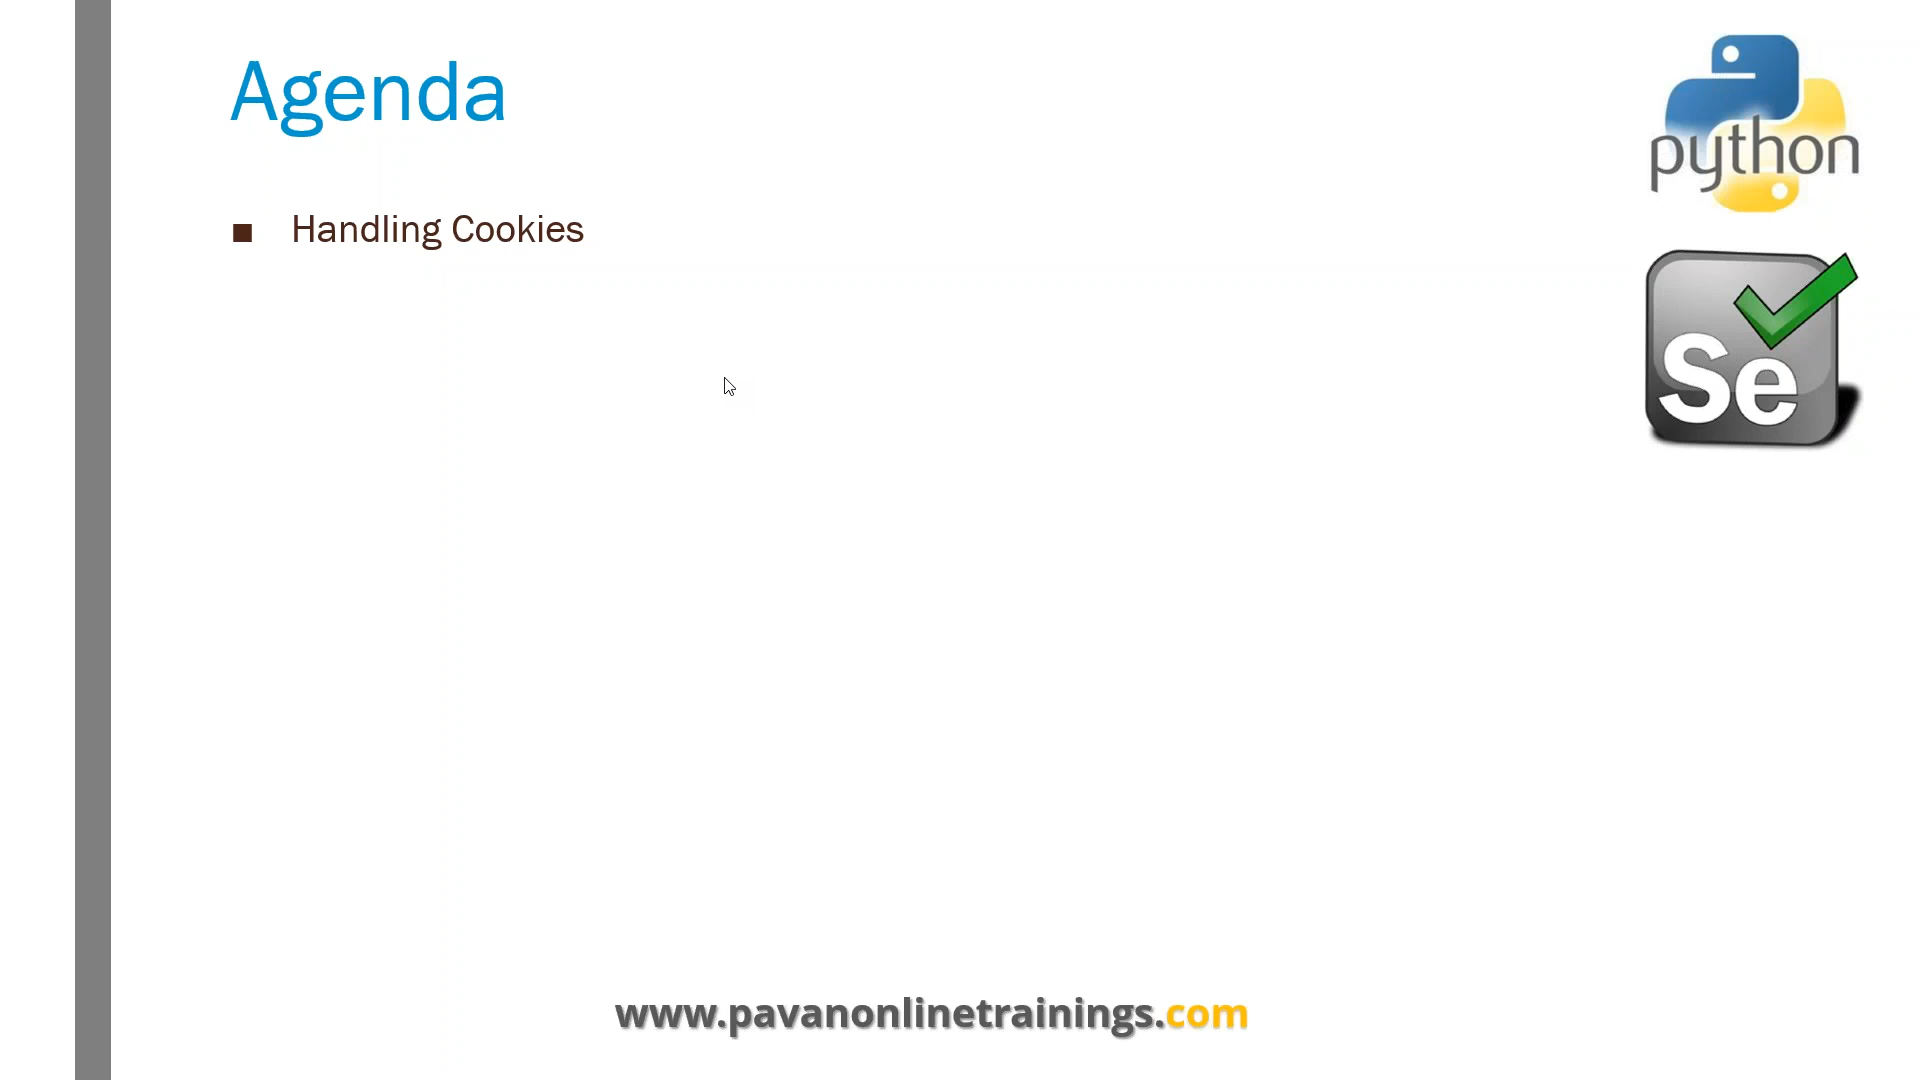 Agenda
python
■ Handling Cookies
Se
www.pavanonlinetrainings.com